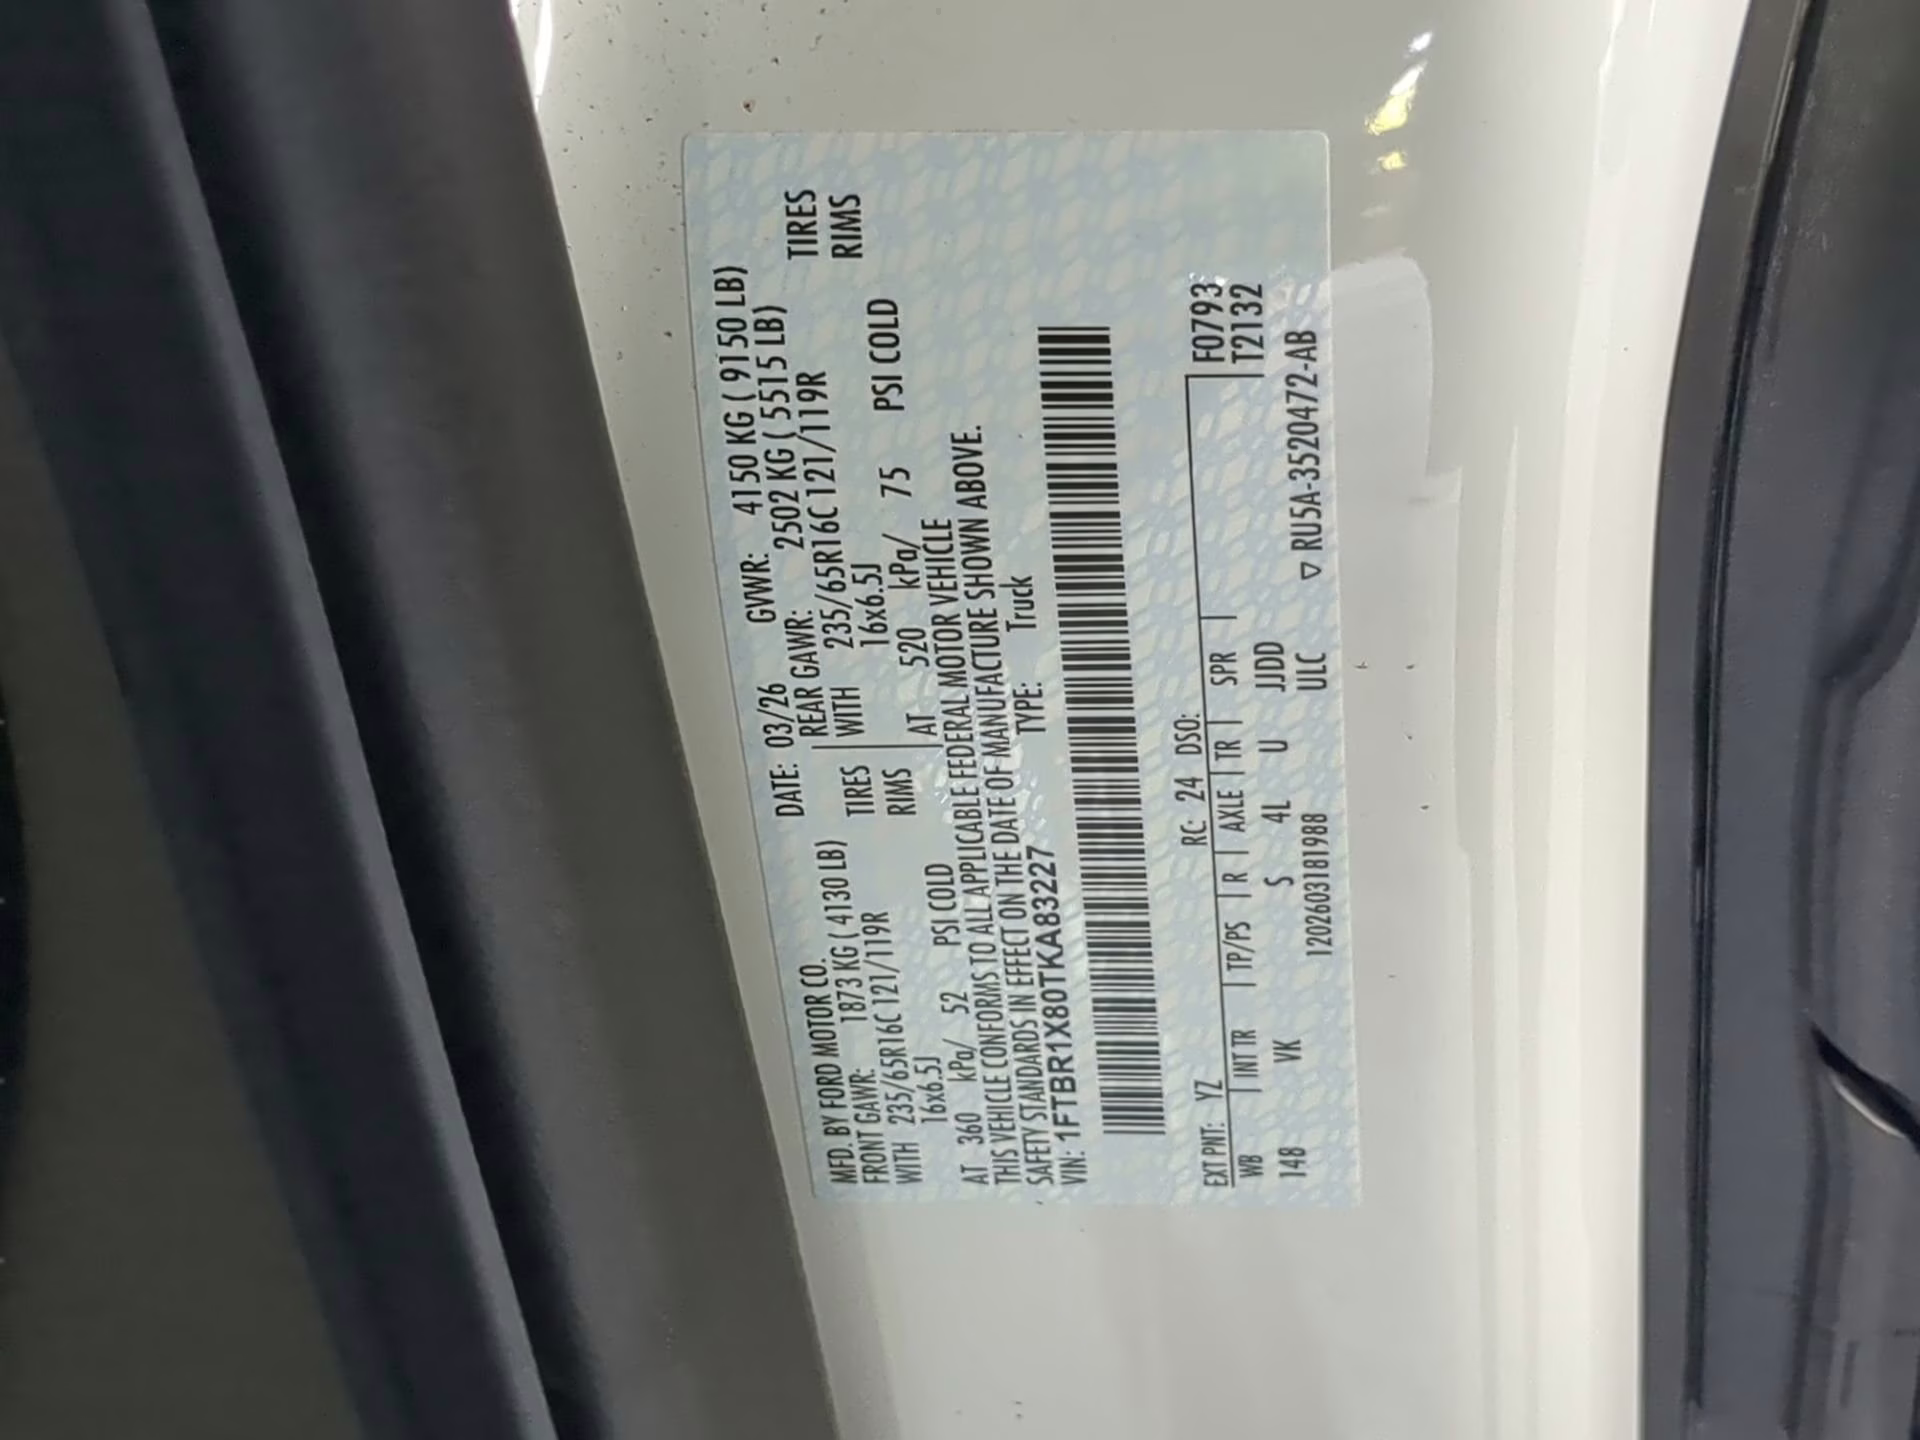 MFD. BY FORD MOTOR CO. DATE: 03/26 GVWR: 4150 KG ( 9150 LB)
FRONT GAWR: 1873 KG ( 4130 LB) REAR GAWR: 2502 KG ( 5515 LB)
WITH 235/65R16C 121/119R TIRES WITH 235/65R16C 121/119R TIRES
16x6.5J RIMS 16x6.5J RIMS
AT 360 kPa/ 52 PSI COLD AT 520 kPa/ 75 PSI COLD
THIS VEHICLE CONFORMS TO ALL APPLICABLE FEDERAL MOTOR VEHICLE
SAFETY STANDARDS IN EFFECT ON THE DATE OF MANUFACTURE SHOWN ABOVE.
VIN: 1FTBR1X80TKA83227 TYPE: Truck
EXT PNT: YZ RC: 24 DSO: F0793
WB INT TR TP/PS R AXLE TR SPR T2132
148 VK S 4L U JJDD
1202603181988 ULC ▽ RU5A-3520472-AB